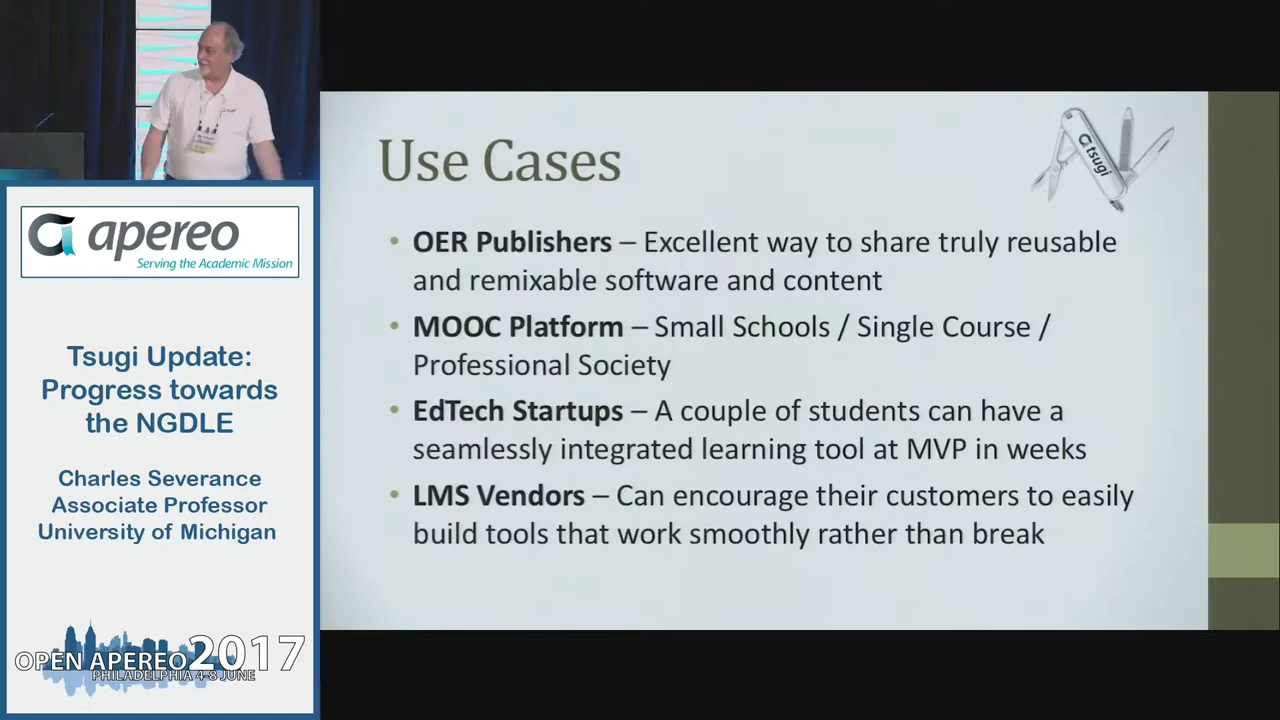 apereo
Serving the Academic Mission
Tsugi Update:
Progress towards
the NGDLE
Charles Severance
Associate Professor
University of Michigan
OPEN APEREO 2017
PHILADELPHIA 4-8 JUNE
Use Cases
tsugi
• OER Publishers – Excellent way to share truly reusable
and remixable software and content
• MOOC Platform – Small Schools / Single Course /
Professional Society
• EdTech Startups – A couple of students can have a
seamlessly integrated learning tool at MVP in weeks
• LMS Vendors – Can encourage their customers to easily
build tools that work smoothly rather than break